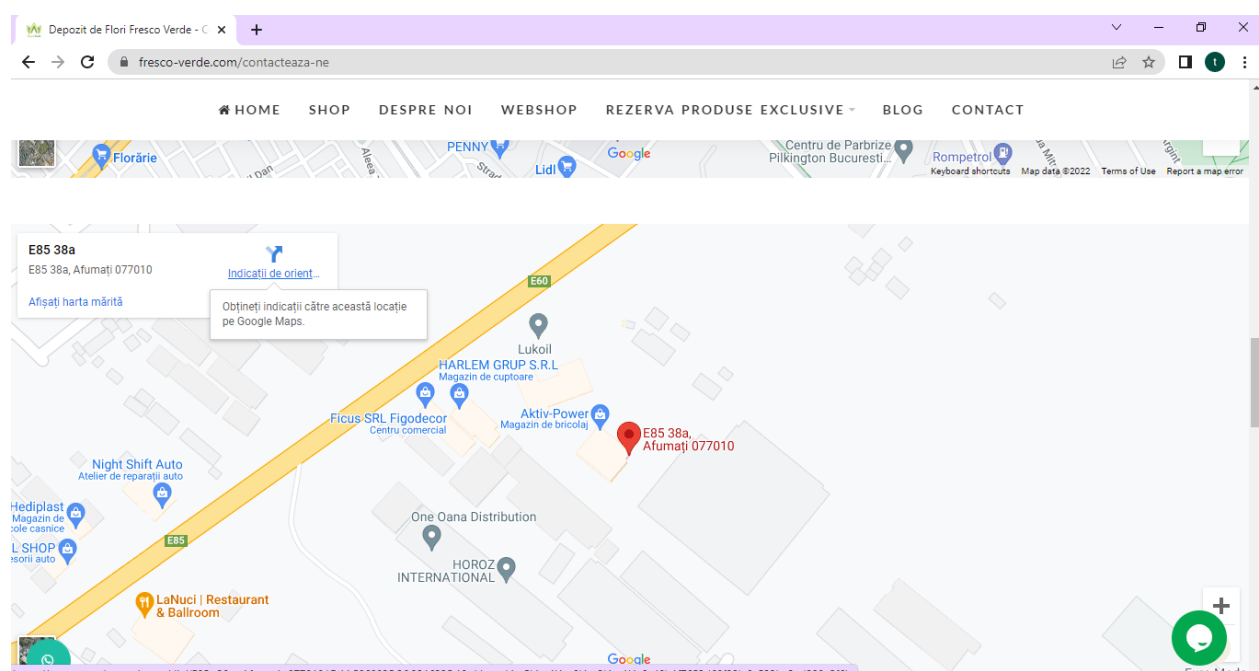 Depozit de Flori Fresco Verde - C
fresco-verde.com/contacteaza-ne
t
HOME SHOP DESPRE NOI WEBSHOP REZERVA PRODUSE EXCLUSIVE BLOG CONTACT
Florărie
Dan
Aleea
PENNY
Lidl
Google
Centru de Parbrize
Pilkington Bucuresti...
Rompetrol
Keyboard shortcuts Map data ©2022 Terms of Use Report a map error
E85 38a
E85 38a, Afumați 077010
Indicații de orient...
Afișați harta mărită
Obțineți indicații către această locație
pe Google Maps.
E60
Lukoil
HARLEM GRUP S.R.L
Magazin de cuptoare
Ficus SRL Figodecor
Centru comercial
Aktiv-Power
Magazin de bricolaj
E85 38a,
Afumați 077010
Night Shift Auto
Atelier de reparații auto
Hediplast
Magazin de
cole casnice
L SHOP
esorii auto
E85
One Oana Distribution
HOROZ
INTERNATIONAL
LaNuci | Restaurant
& Ballroom
Google